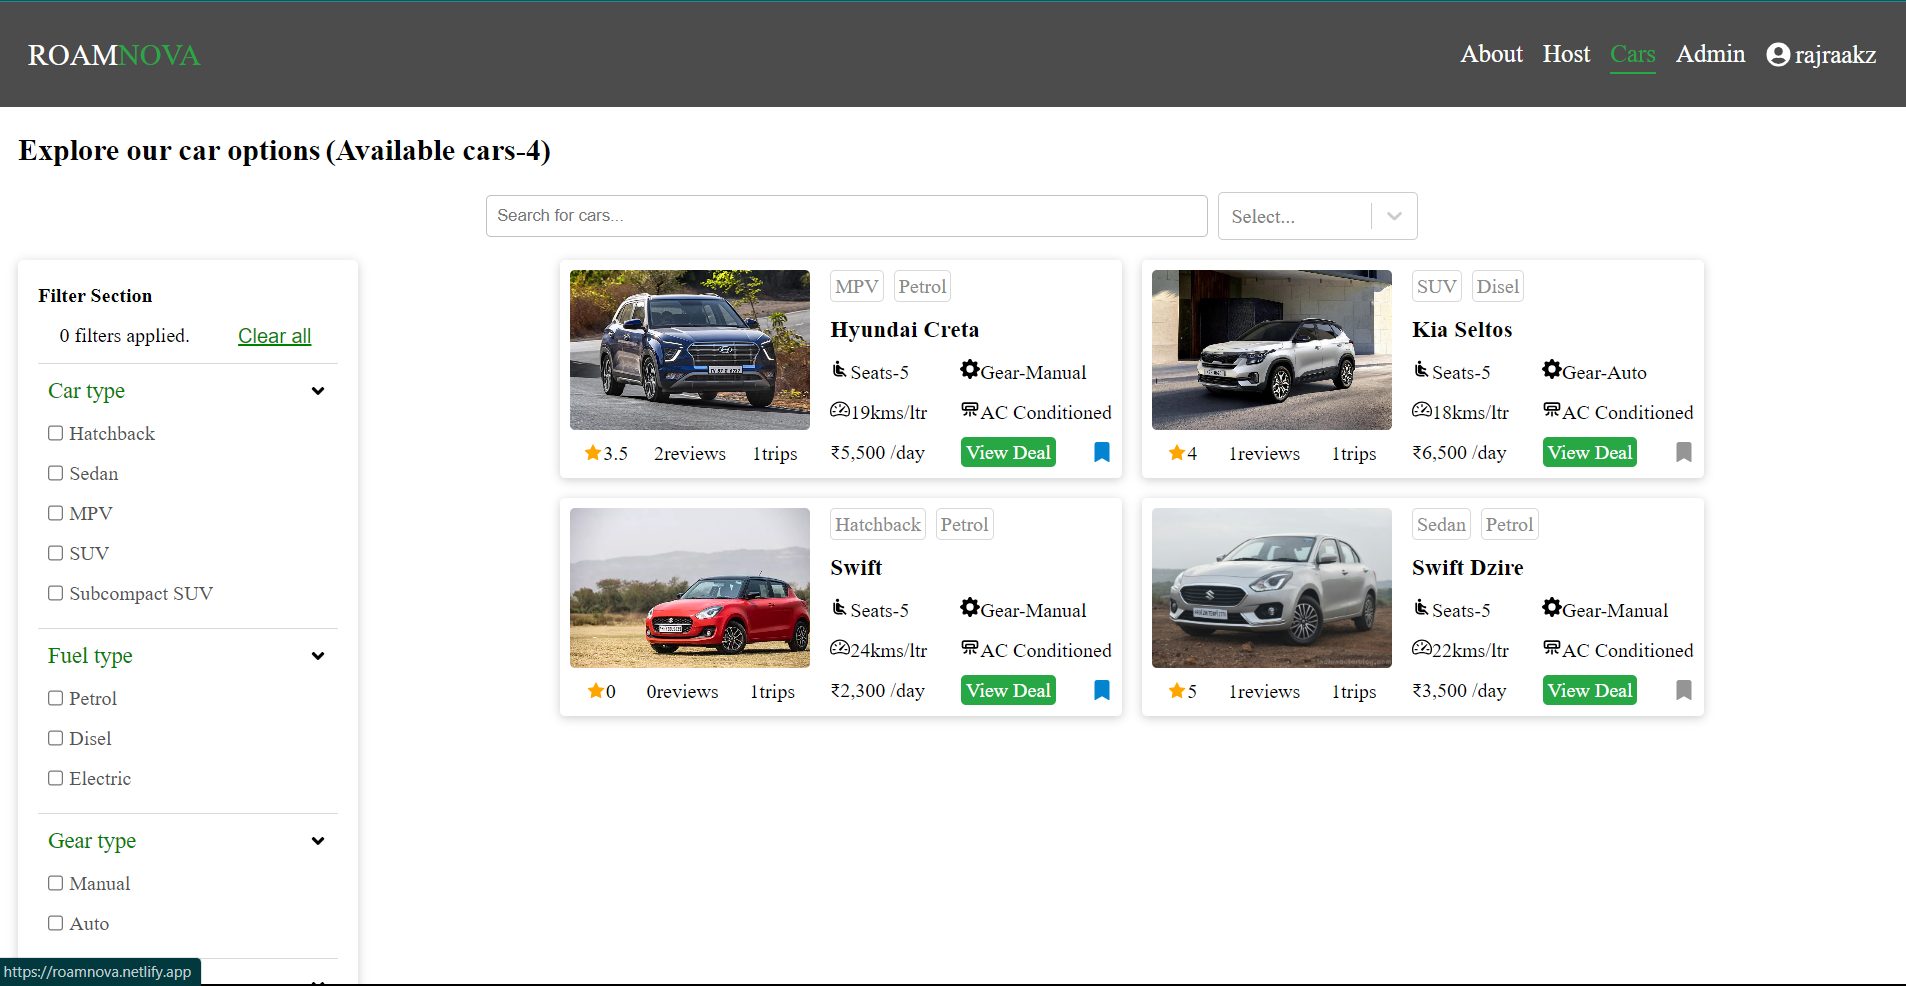 ROAMNOVA
About Host Cars Admin rajraakz
Explore our car options (Available cars-4)
Search for cars...
Select...
Filter Section
0 filters applied. Clear all
Car type
Hatchback
Sedan
MPV
SUV
Subcompact SUV
Fuel type
Petrol
Disel
Electric
Gear type
Manual
Auto
MPV Petrol
Hyundai Creta
Seats-5 Gear-Manual
19kms/ltr AC Conditioned
3.5 2reviews 1trips ₹5,500 /day View Deal
SUV Disel
Kia Seltos
Seats-5 Gear-Auto
18kms/ltr AC Conditioned
4 1reviews 1trips ₹6,500 /day View Deal
Hatchback Petrol
Swift
Seats-5 Gear-Manual
24kms/ltr AC Conditioned
0 0reviews 1trips ₹2,300 /day View Deal
Sedan Petrol
Swift Dzire
Seats-5 Gear-Manual
22kms/ltr AC Conditioned
5 1reviews 1trips ₹3,500 /day View Deal
https://roamnova.netlify.app